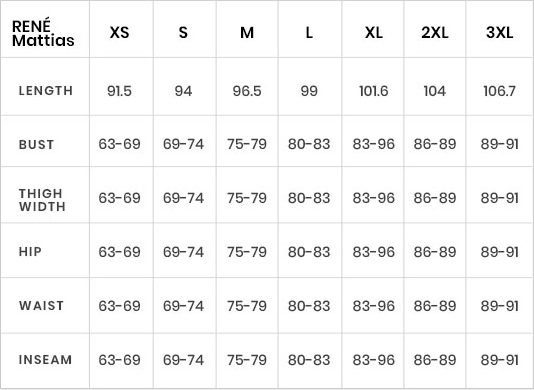 RENÉ XS S M L XL 2XL 3XL
Mattias
LENGTH 91.5 94 96.5 99 101.6 104 106.7
BUST 63-69 69-74 75-79 80-83 83-96 86-89 89-91
THIGH
WIDTH 63-69 69-74 75-79 80-83 83-96 86-89 89-91
HIP 63-69 69-74 75-79 80-83 83-96 86-89 89-91
WAIST 63-69 69-74 75-79 80-83 83-96 86-89 89-91
INSEAM 63-69 69-74 75-79 80-83 83-96 86-89 89-91